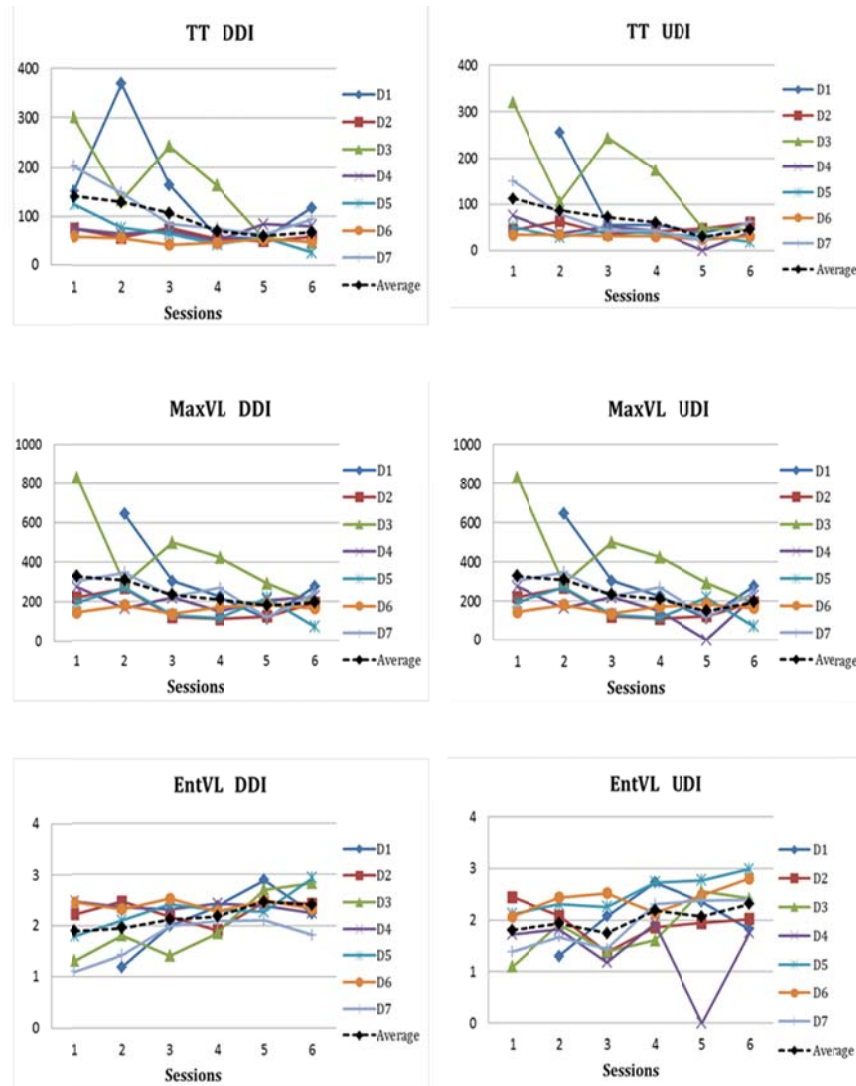 TT DDI
400
300
200
100
0
1 2 3 4 5 6
Sessions
D1
D2
D3
D4
D5
D6
D7
Average
TT UDI
400
300
200
100
0
1 2 3 4 5 6
Sessions
D1
D2
D3
D4
D5
D6
D7
Average
MaxVL DDI
1000
800
600
400
200
0
1 2 3 4 5 6
Sessions
D1
D2
D3
D4
D5
D6
D7
Average
MaxVL UDI
1000
800
600
400
200
0
1 2 3 4 5 6
Sessions
D1
D2
D3
D4
D5
D6
D7
Average
EntVL DDI
4
3
2
1
0
1 2 3 4 5 6
Sessions
D1
D2
D3
D4
D5
D6
D7
Average
EntVL UDI
4
3
2
1
0
1 2 3 4 5 6
Sessions
D1
D2
D3
D4
D5
D6
D7
Average